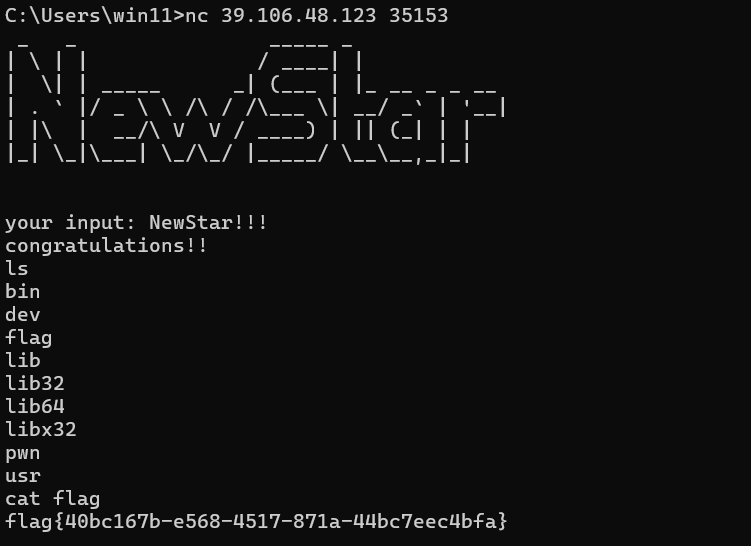 C:\Users\win11>nc 39.106.48.123 35153
NewStar
your input: NewStar!!!
congratulations!!
ls
bin
dev
flag
lib
lib32
lib64
libx32
pwn
usr
cat flag
flag{40bc167b-e568-4517-871a-44bc7eec4bfa}